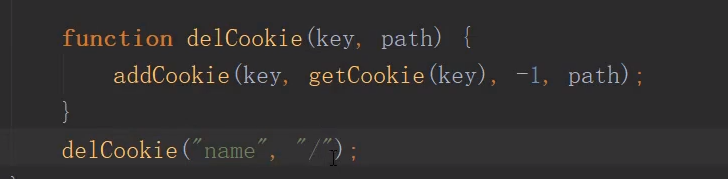 function delCookie(key, path) {
addCookie(key, getCookie(key), -1, path);
}
delCookie("name", "/");